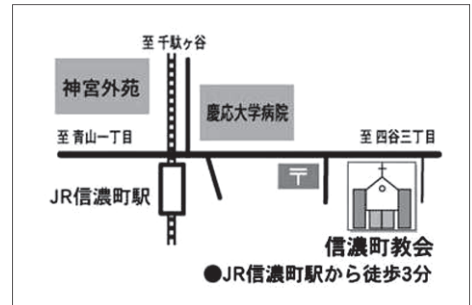 至 千駄ヶ谷
神宮外苑
慶応大学病院
至 青山一丁目
至 四谷三丁目
〒
JR信濃町駅
信濃町教会
●JR信濃町駅から徒歩3分